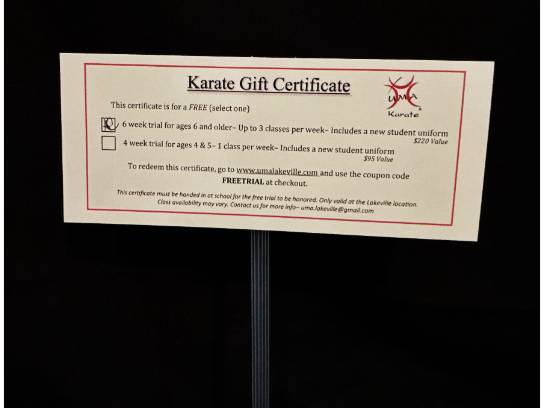 Karate Gift Certificate
UMA
Karate
This certificate is for a FREE (select one)
6 week trial for ages 6 and older– Up to 3 classes per week– Includes a new student uniform
$220 Value
4 week trial for ages 4 & 5– 1 class per week– Includes a new student uniform
$95 Value
To redeem this certificate, go to www.umalakeville.com and use the coupon code
FREETRIAL at checkout.
This certificate must be handed in at school for the free trial to be honored. Only valid at the Lakeville location.
Class availability may vary. Contact us for more info– uma.lakeville@gmail.com